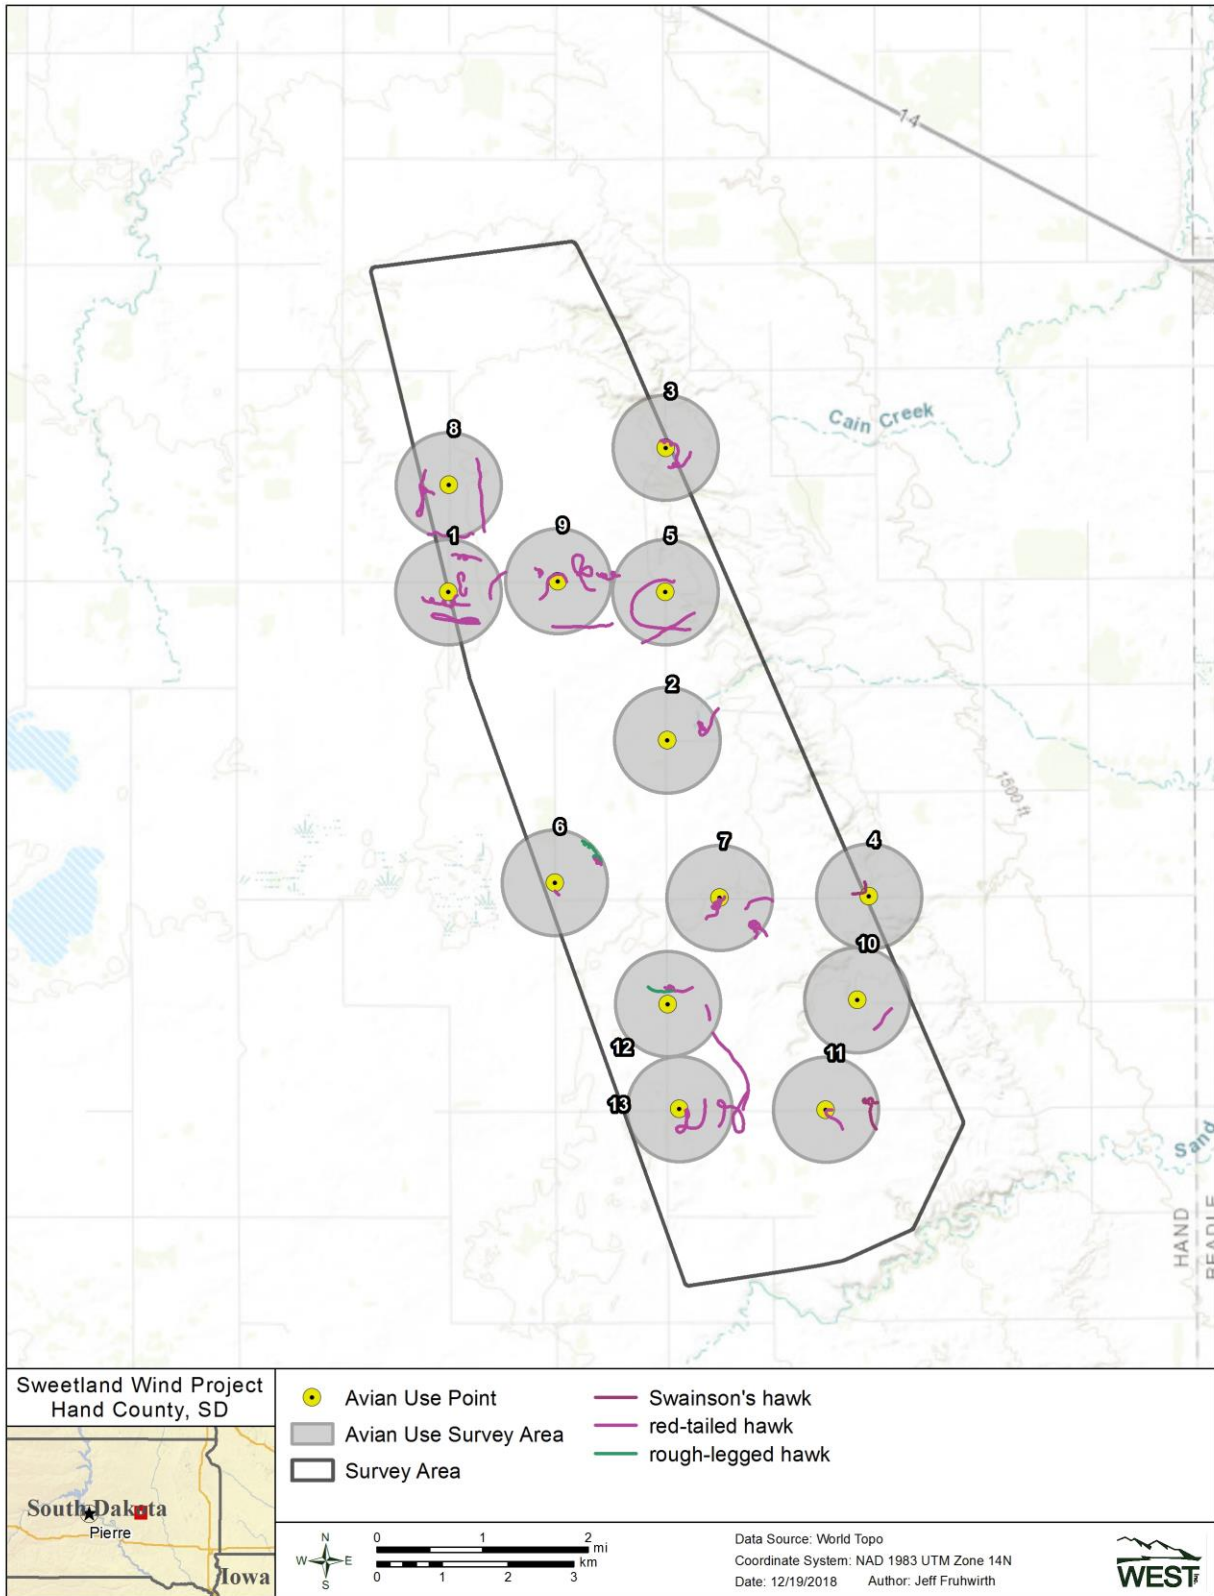 14
3
Cain Creek
8
9
5
1
2
1500 ft
6
7
4
10
12
11
13
Sand
HAND
BEADLE
Sweetland Wind Project
Hand County, SD
South Dakota
Pierre
Iowa
Avian Use Point
Avian Use Survey Area
Survey Area
Swainson's hawk
red-tailed hawk
rough-legged hawk
N
W E
S
0 1 2
mi
km
0 1 2 3
Data Source: World Topo
Coordinate System: NAD 1983 UTM Zone 14N
Date: 12/19/2018 Author: Jeff Fruhwirth
WEST